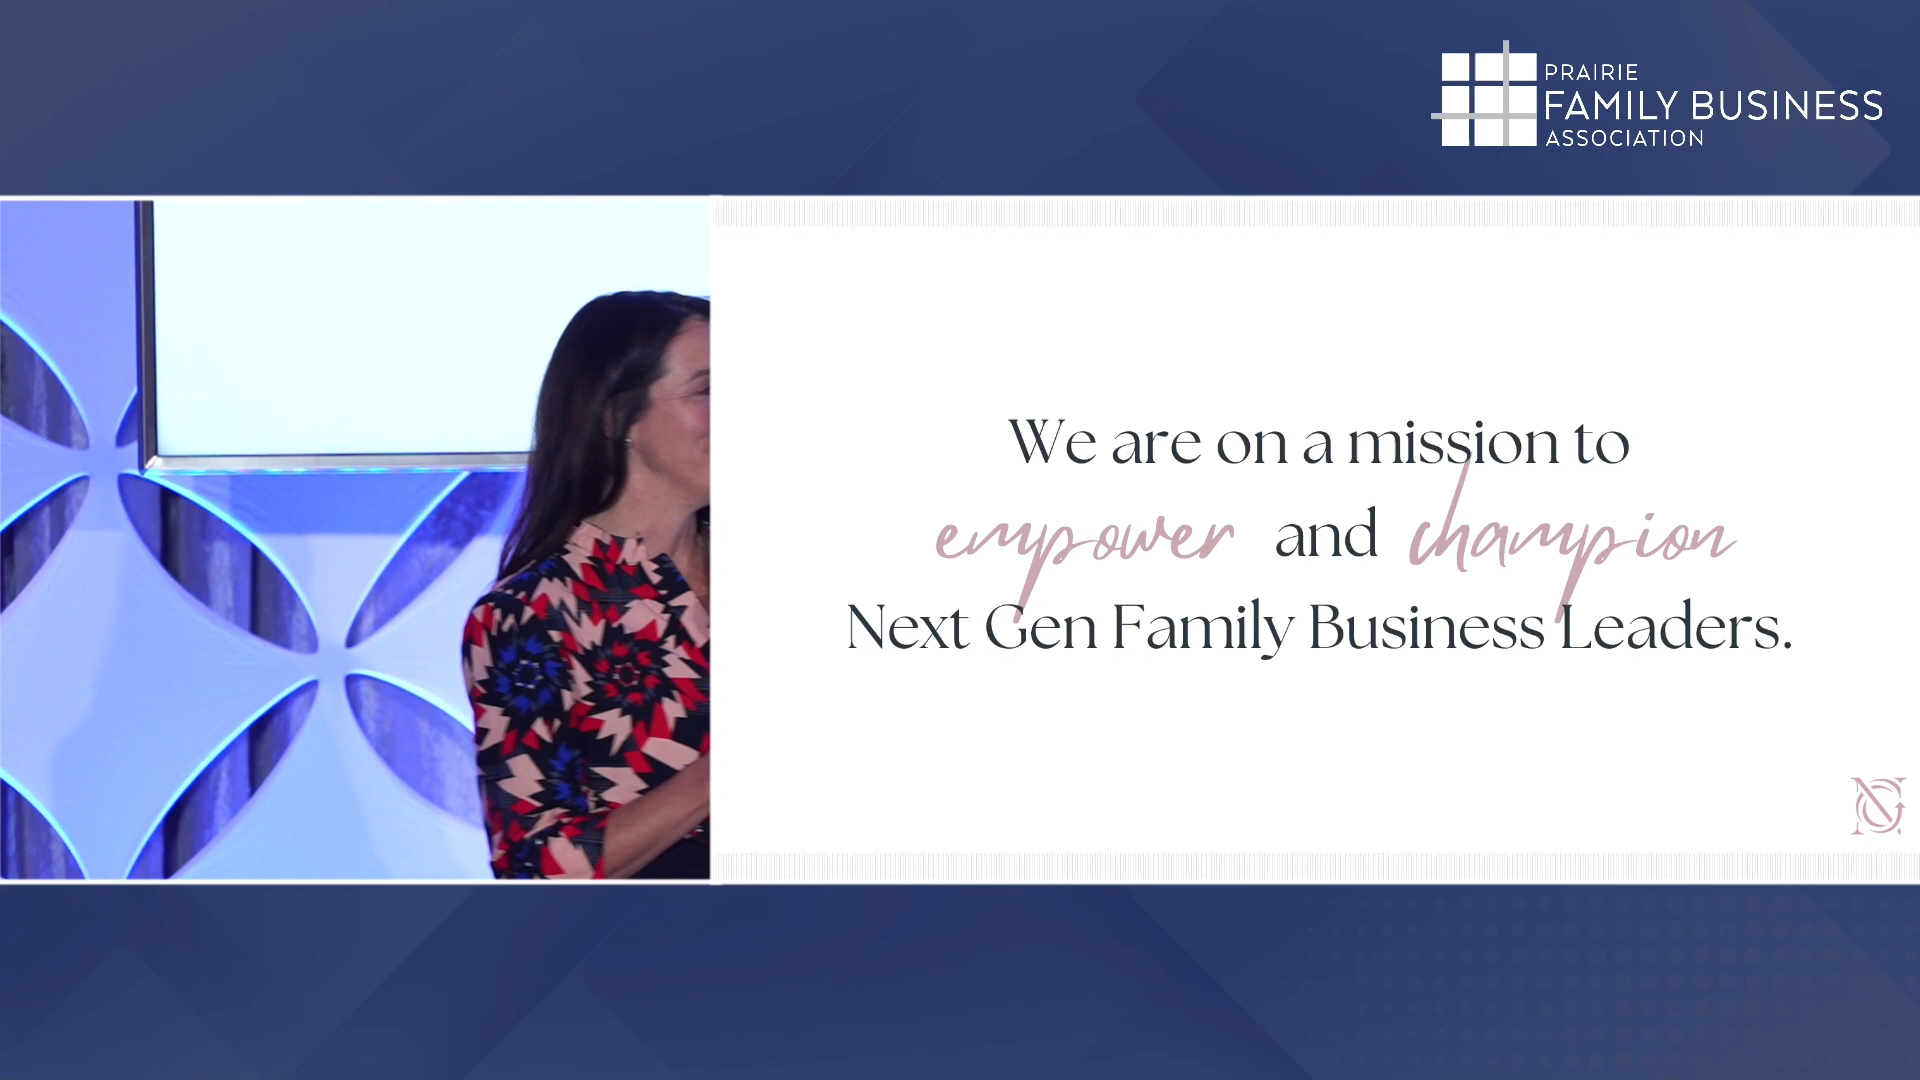 PRAIRIE
FAMILY BUSINESS
ASSOCIATION
We are on a mission to
empower and champion
Next Gen Family Business Leaders.